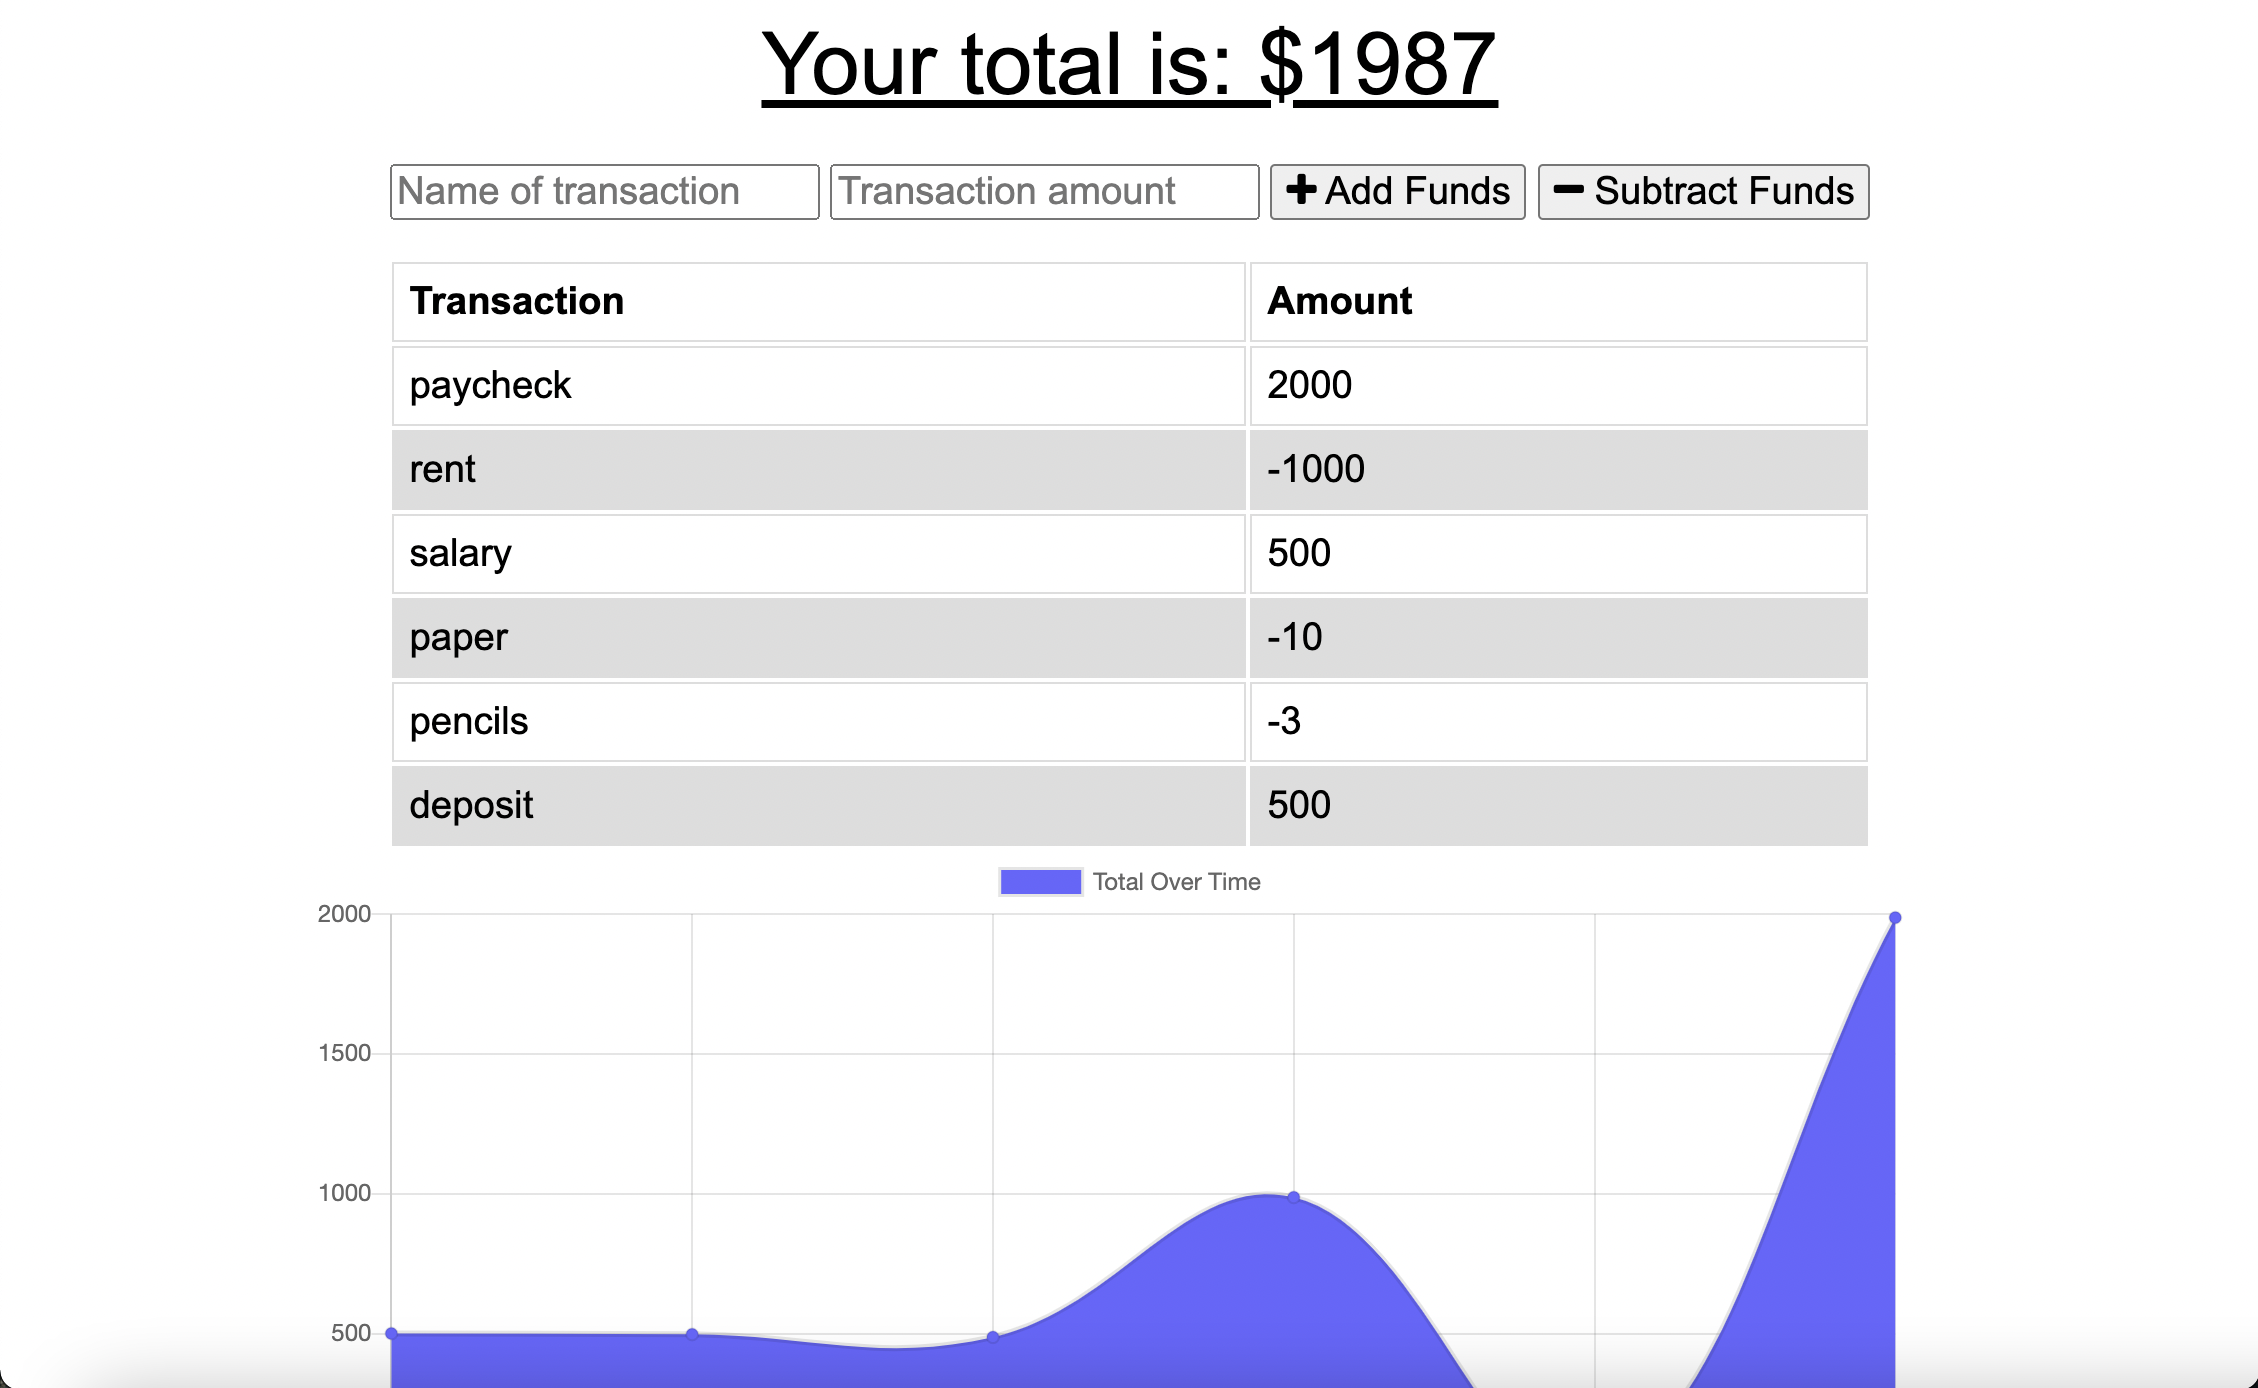 Your total is: $1987
Name of transaction Transaction amount Add Funds Subtract Funds
Transaction Amount
paycheck 2000
rent -1000
salary 500
paper -10
pencils -3
deposit 500
Total Over Time
2000
1500
1000
500